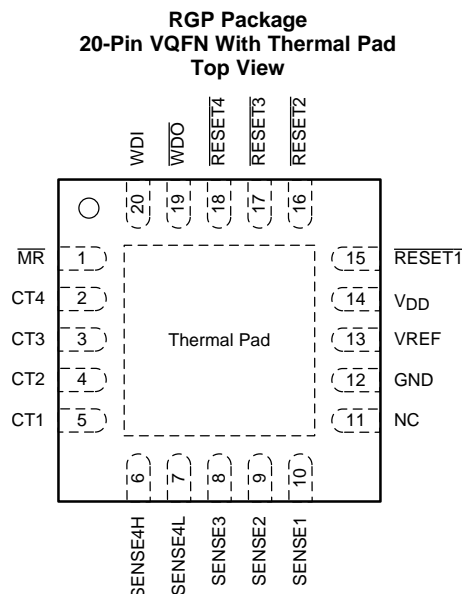 RGP Package
20-Pin VQFN With Thermal Pad
Top View
WDI
WDO
RESET4
RESET3
RESET2
20
19
18
17
16
MR 1
CT4 2
CT3 3
CT2 4
CT1 5
Thermal Pad
15 RESET1
14 VDD
13 VREF
12 GND
11 NC
6
7
8
9
10
SENSE4H
SENSE4L
SENSE3
SENSE2
SENSE1